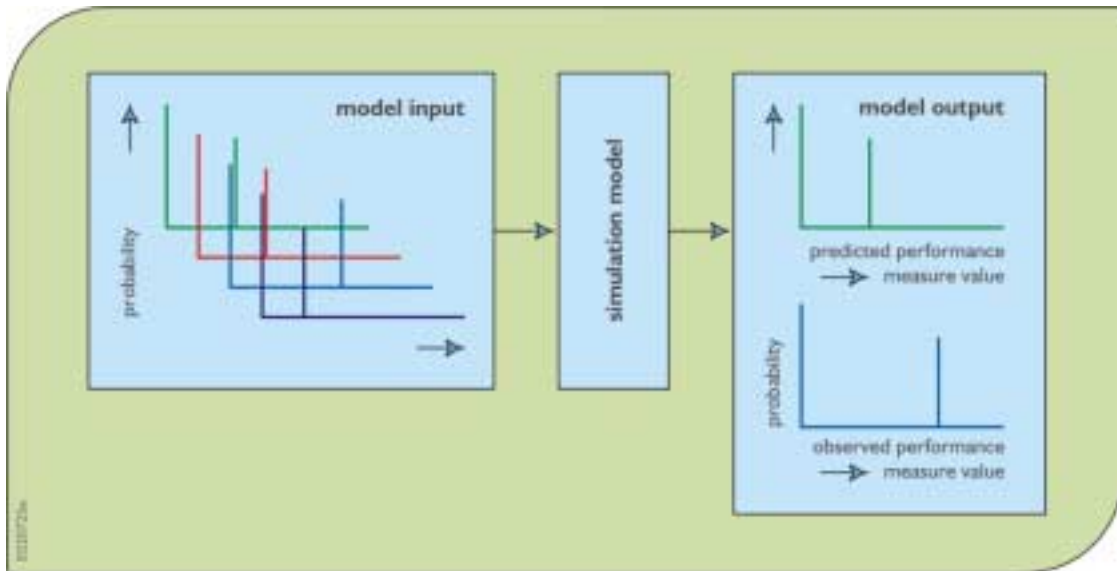 model input
probability
simulation model
model output
predicted performance
measure value
probability
observed performance
measure value